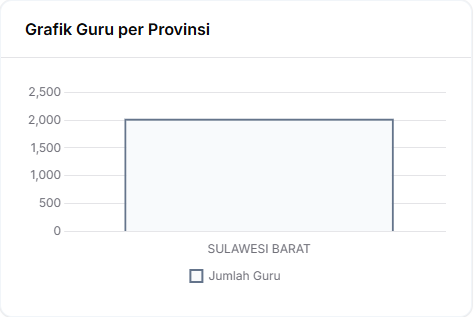 Grafik Guru per Provinsi
2,500
2,000
1,500
1,000
500
0
SULAWESI BARAT
Jumlah Guru